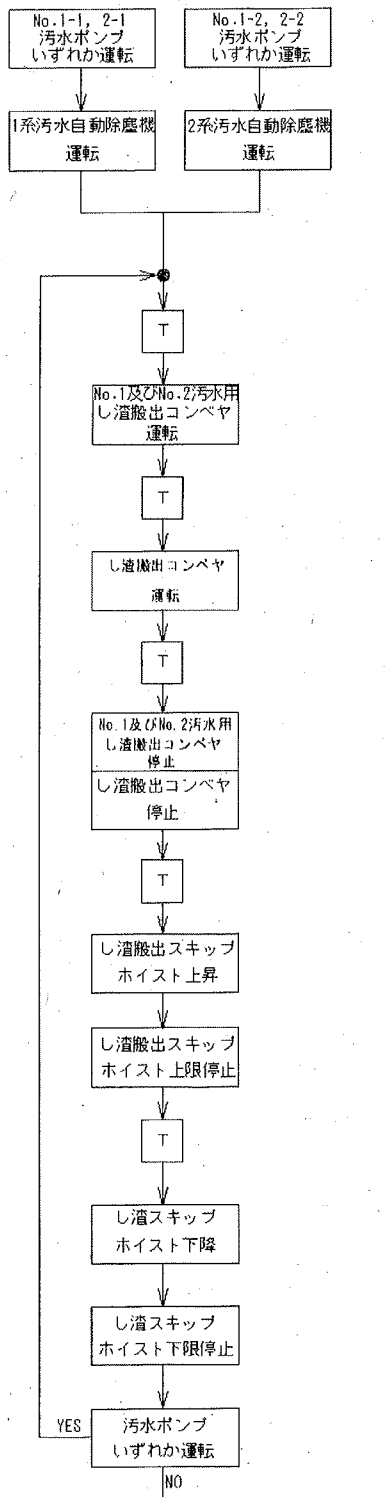 No.1-1, 2-1
汚水ポンプ
いずれか運転
No.1-2, 2-2
汚水ポンプ
いずれか運転
1系汚水自動除塵機
運転
2系汚水自動除塵機
運転
T
No.1及びNo.2汚水用
し渣搬出コンベヤ
運転
T
し渣搬出コンベヤ
運転
T
No.1及びNo.2汚水用
し渣搬出コンベヤ
停止
し渣搬出コンベヤ
停止
T
し渣搬出スキップ
ホイスト上昇
し渣搬出スキップ
ホイスト上限停止
T
し渣スキップ
ホイスト下降
し渣スキップ
ホイスト下限停止
YES
汚水ポンプ
いずれか運転
NO